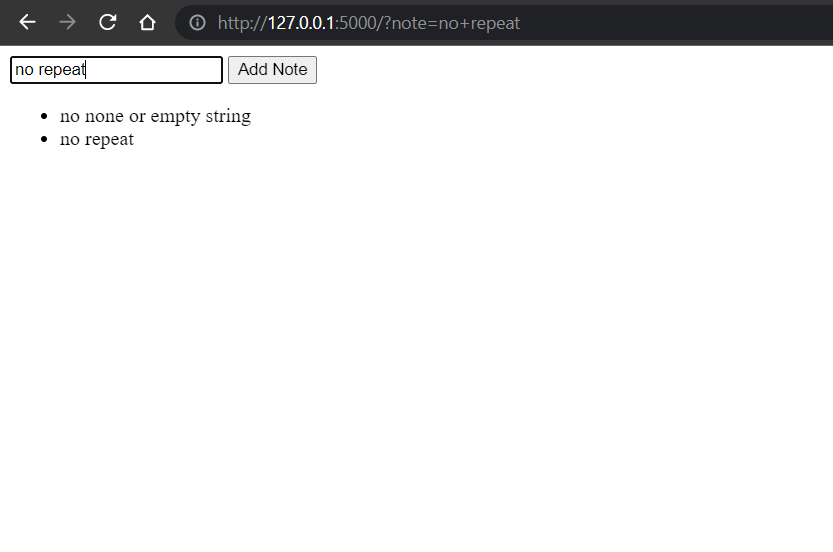 http://127.0.0.1:5000/?note=no+repeat
no repeat Add Note
no none or empty string
no repeat